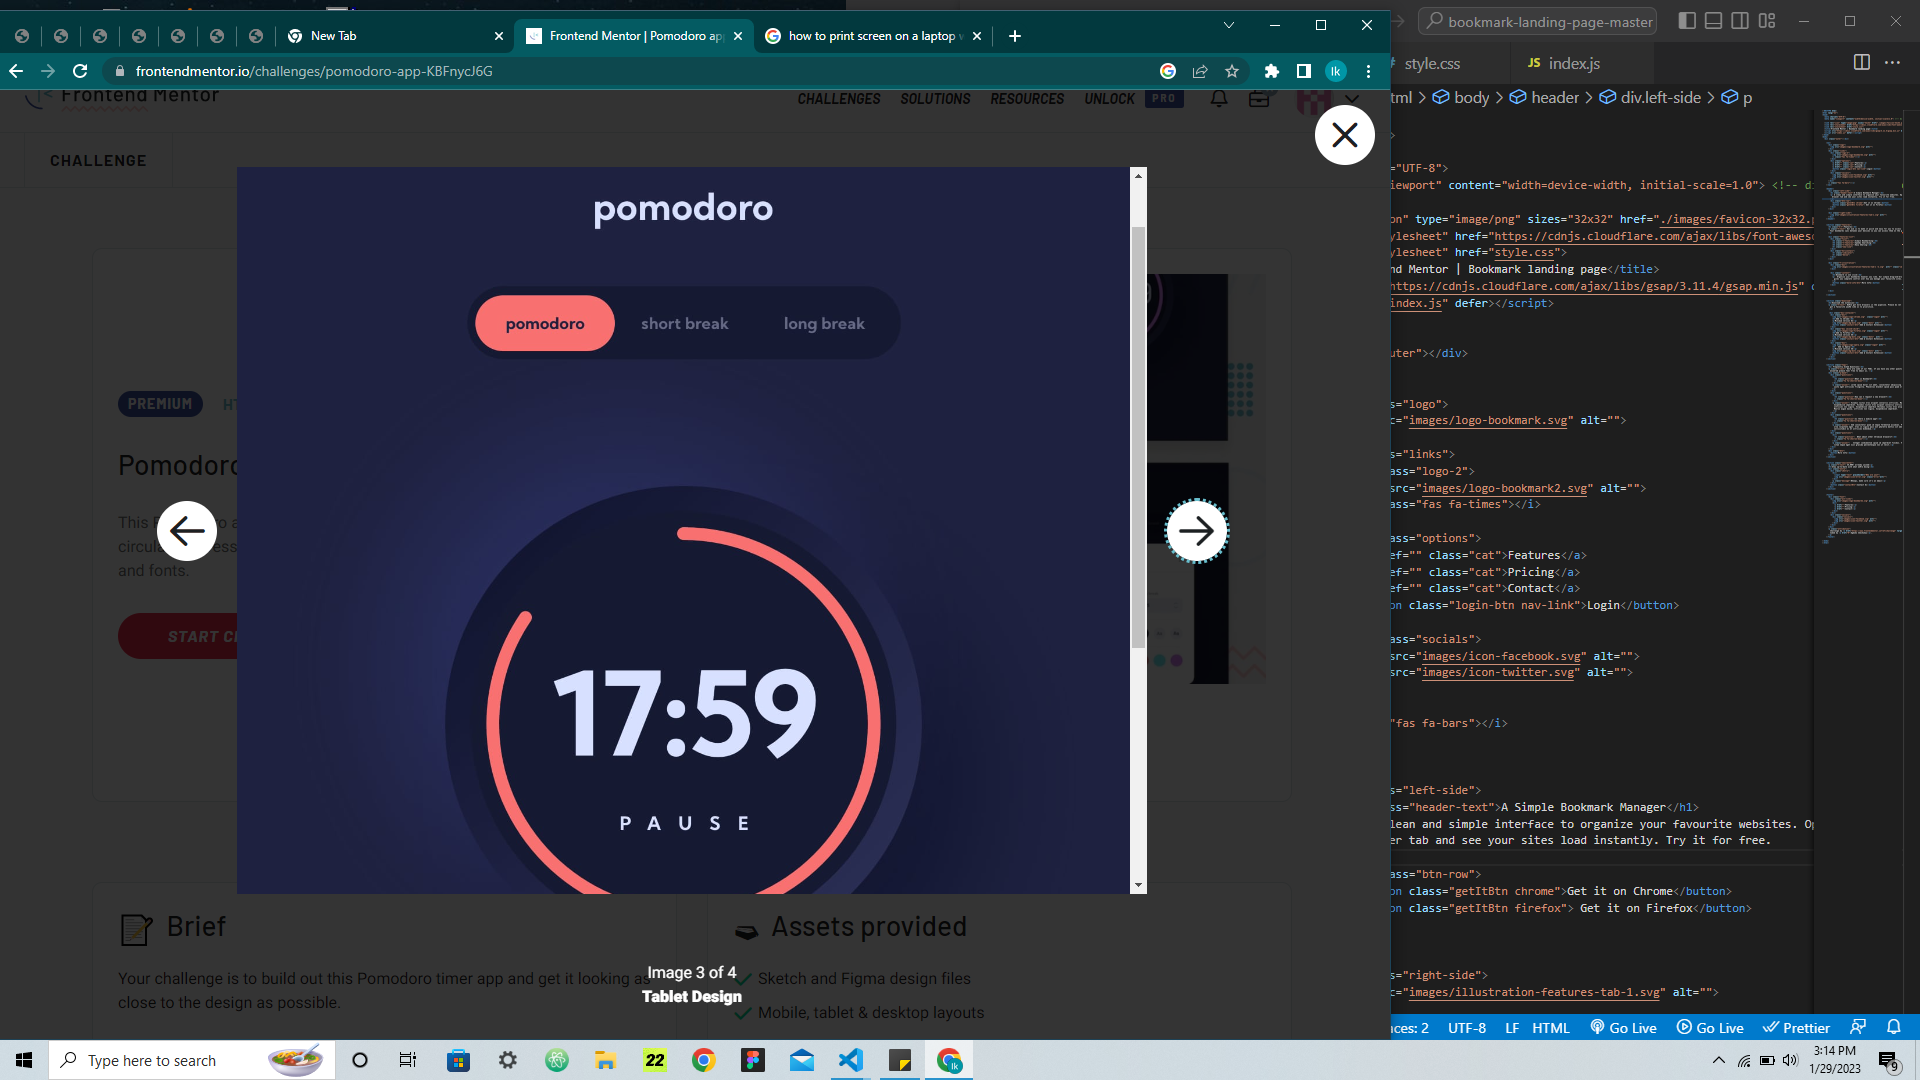 New Tab
Frontend Mentor | Pomodoro ap
how to print screen on a laptop w
frontendmentor.io/challenges/pomodoro-app-KBFnycJ6G
lk
Frontend Mentor
CHALLENGES
SOLUTIONS
RESOURCES
UNLOCK
PRO
CHALLENGE
PREMIUM
HT
Pomodoro
and fonts.
START C
pomodoro
pomodoro
short break
long break
17:59
PAUSE
Brief
Your challenge is to build out this Pomodoro timer app and get it looking as
close to the design as possible.
Assets provided
Sketch and Figma design files
Mobile, tablet & desktop layouts
Image 3 of 4
Tablet Design
bookmark-landing-page-master
style.css
JS index.js
tml > body > header > div.left-side > p
>
="UTF-8">
iewport" content="width=device-width, initial-scale=1.0"> <!-- di
on" type="image/png" sizes="32x32" href="./images/favicon-32x32.p
ylesheet" href="https://cdnjs.cloudflare.com/ajax/libs/font-aweso
ylesheet" href="style.css">
nd Mentor | Bookmark landing page</title>
https://cdnjs.cloudflare.com/ajax/libs/gsap/3.11.4/gsap.min.js" d
index.js" defer></script>
uter"></div>
s="logo">
c="images/logo-bookmark.svg" alt="">
s="links">
ass="logo-2">
src="images/logo-bookmark2.svg" alt="">
ass="fas fa-times"></i>
ass="options">
ef="" class="cat">Features</a>
ef="" class="cat">Pricing</a>
ef="" class="cat">Contact</a>
on class="login-btn nav-link">Login</button>
ass="socials">
src="images/icon-facebook.svg" alt="">
src="images/icon-twitter.svg" alt="">
"fas fa-bars"></i>
s="left-side">
ass="header-text">A Simple Bookmark Manager</h1>
lean and simple interface to organize your favourite websites. Op
er tab and see your sites load instantly. Try it for free.
ass="btn-row">
on class="getItBtn chrome">Get it on Chrome</button>
on class="getItBtn firefox"> Get it on Firefox</button>
s="right-side">
c="images/illustration-features-tab-1.svg" alt="">
ces: 2
UTF-8
LF
HTML
Go Live
Go Live
Prettier
Type here to search
22
3:14 PM
1/29/2023
9